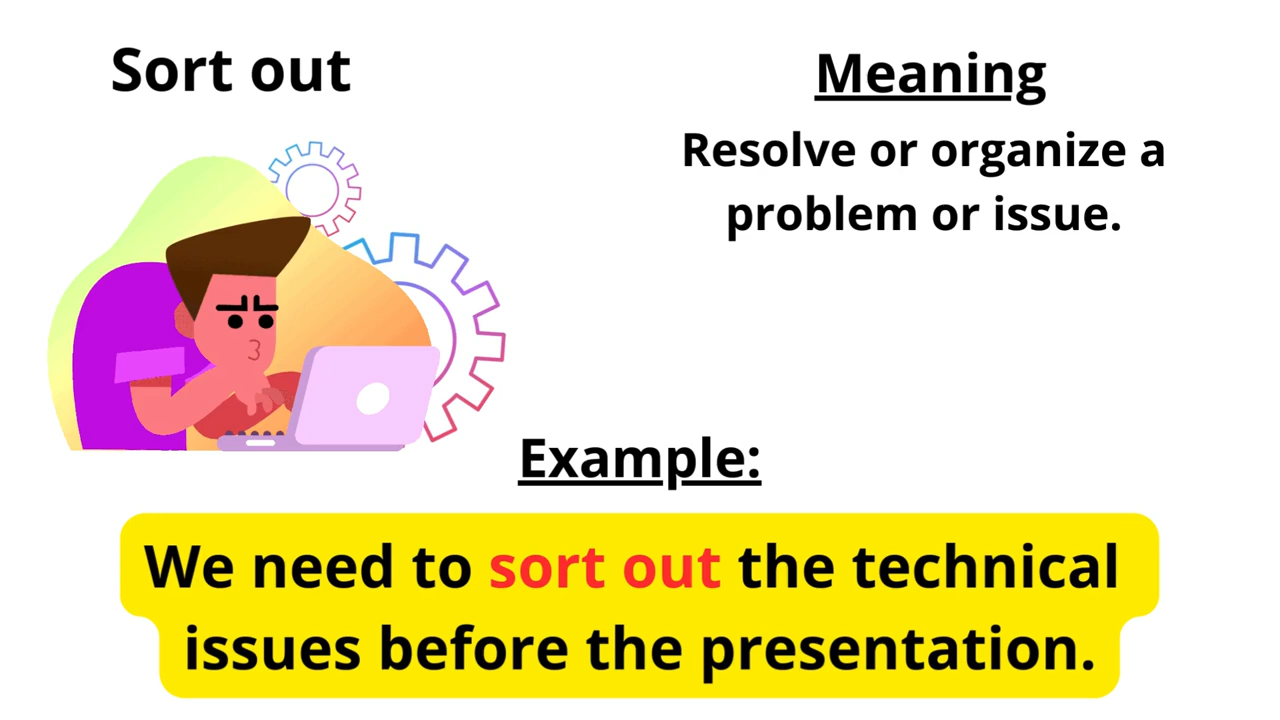 Sort out
Meaning
Resolve or organize a
problem or issue.
Example:
We need to sort out the technical
issues before the presentation.